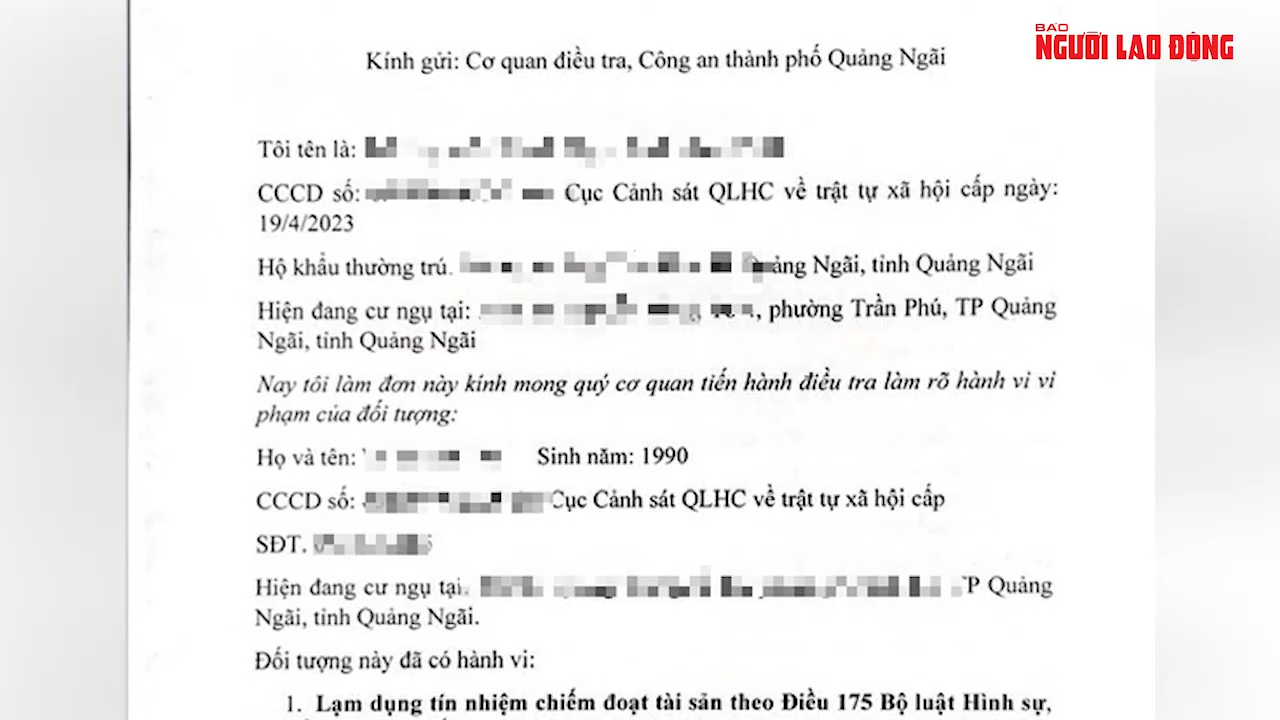 BÁO
NGƯỜI LAO ĐỘNG
Kính gửi: Cơ quan điều tra, Công an thành phố Quảng Ngãi
Tôi tên là:
CCCD số: Cục Cảnh sát QLHC về trật tự xã hội cấp ngày:
19/4/2023
Hộ khẩu thường trú. Quảng Ngãi, tỉnh Quảng Ngãi
Hiện đang cư ngụ tại: , phường Trần Phú, TP Quảng
Ngãi, tỉnh Quảng Ngãi
Nay tôi làm đơn này kính mong quý cơ quan tiến hành điều tra làm rõ hành vi vi
phạm của đối tượng:
Họ và tên: Sinh năm: 1990
CCCD số: Cục Cảnh sát QLHC về trật tự xã hội cấp
SĐT.
Hiện đang cư ngụ tại. TP Quảng
Ngãi, tỉnh Quảng Ngãi.
Đối tượng này đã có hành vi:
1. Lạm dụng tín nhiệm chiếm đoạt tài sản theo Điều 175 Bộ luật Hình sự,